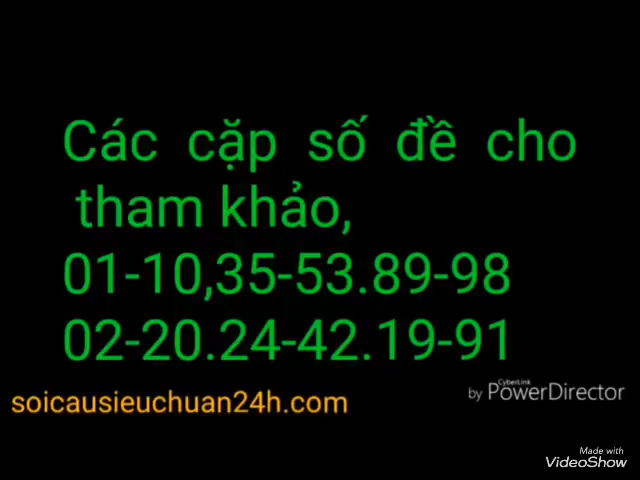 Các cặp số đề cho
tham khảo,
01-10,35-53.89-98
02-20.24-42.19-91
soicausieuchuan24h.com
CyberLink
by PowerDirector
Made with
VideoShow